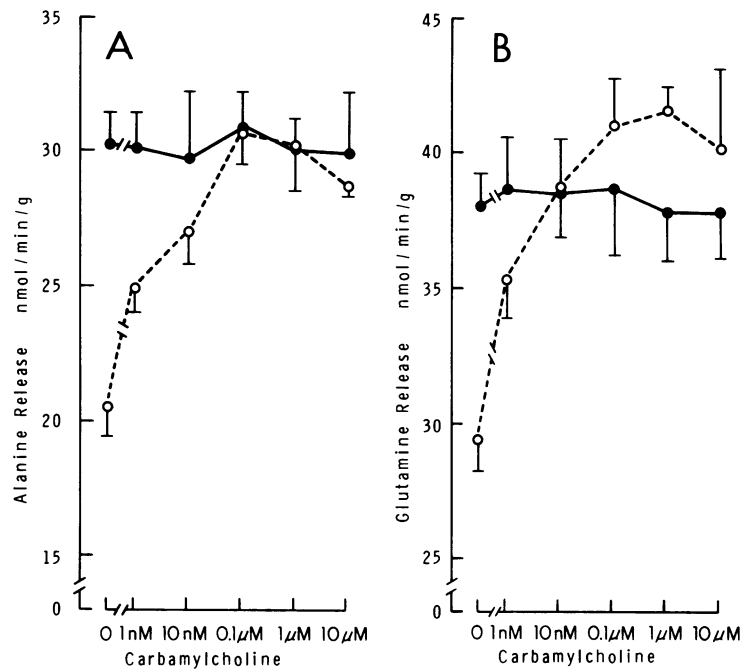 A
35
30
25
20
15
0
Alanine Release nmol/min/g
0 1nM 10nM 0.1μM 1μM 10μM
Carbamylcholine
B
45
40
35
30
25
0
Glutamine Release nmol/min/g
0 1nM 10nM 0.1μM 1μM 10μM
Carbamylcholine